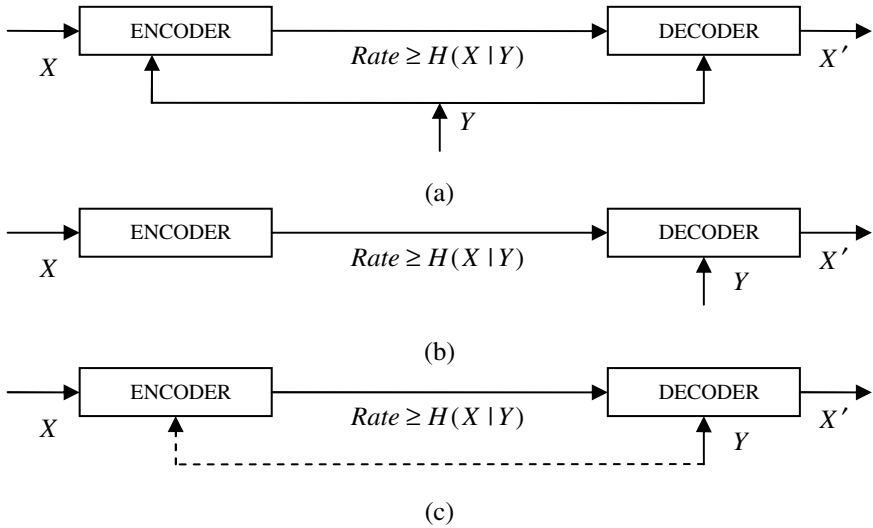 ENCODER DECODER
X Rate ≥ H(X | Y) X′
Y
(a)
ENCODER DECODER
X Rate ≥ H(X | Y) Y X′
(b)
ENCODER DECODER
X Rate ≥ H(X | Y) Y X′
(c)